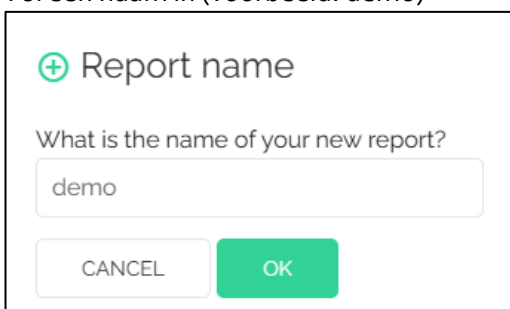 Report name
What is the name of your new report?
demo
CANCEL
OK